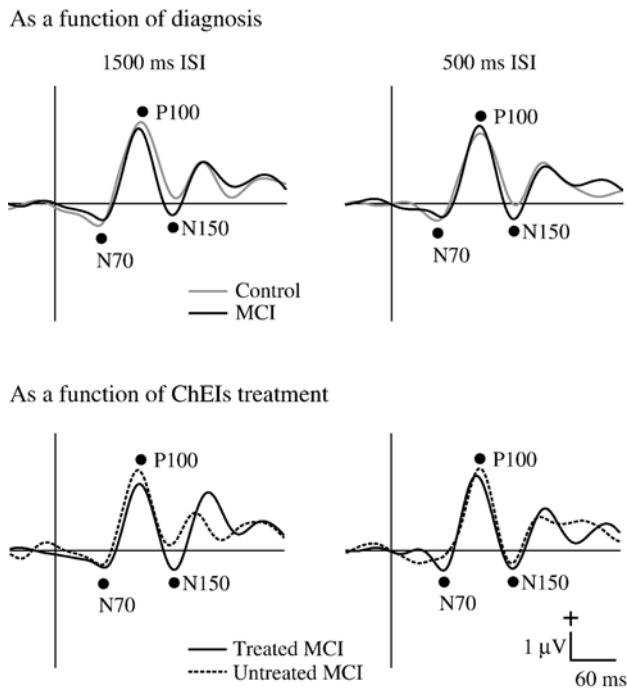 As a function of diagnosis
1500 ms ISI
500 ms ISI
P100
N150
N70
P100
N150
N70
Control
MCI
As a function of ChEIs treatment
P100
N150
N70
P100
N150
N70
Treated MCI
Untreated MCI
+
1 μV
60 ms